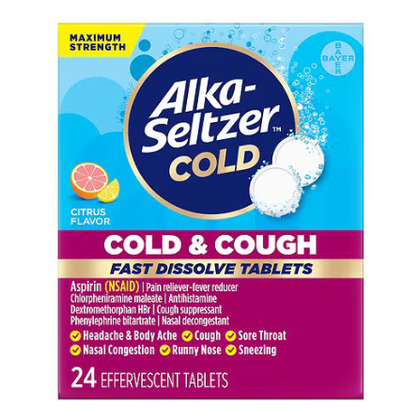 MAXIMUM
STRENGTH
BAYER
BAYER
Alka-
Seltzer™
COLD
CITRUS
FLAVOR
COLD & COUGH
FAST DISSOLVE TABLETS
Aspirin (NSAID) | Pain reliever-fever reducer
Chlorpheniramine maleate | Antihistamine
Dextromethorphan HBr | Cough suppressant
Phenylephrine bitartrate | Nasal decongestant
Headache & Body Ache Cough Sore Throat
Nasal Congestion Runny Nose Sneezing
24 EFFERVESCENT TABLETS